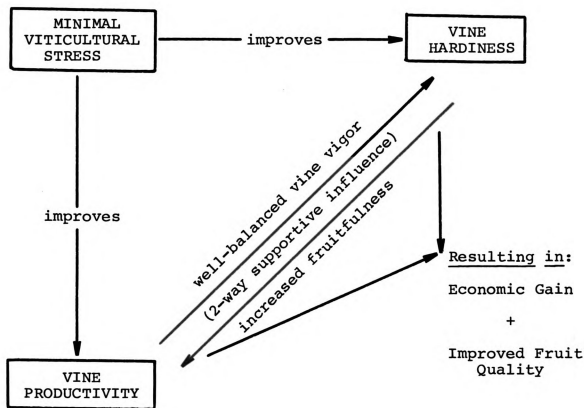 MINIMAL
VITICULTURAL
STRESS
improves
VINE
HARDINESS
improves
well-balanced vine vigor
(2-way supportive influence)
increased fruitfulness
Resulting in:
Economic Gain
+
Improved Fruit
Quality
VINE
PRODUCTIVITY